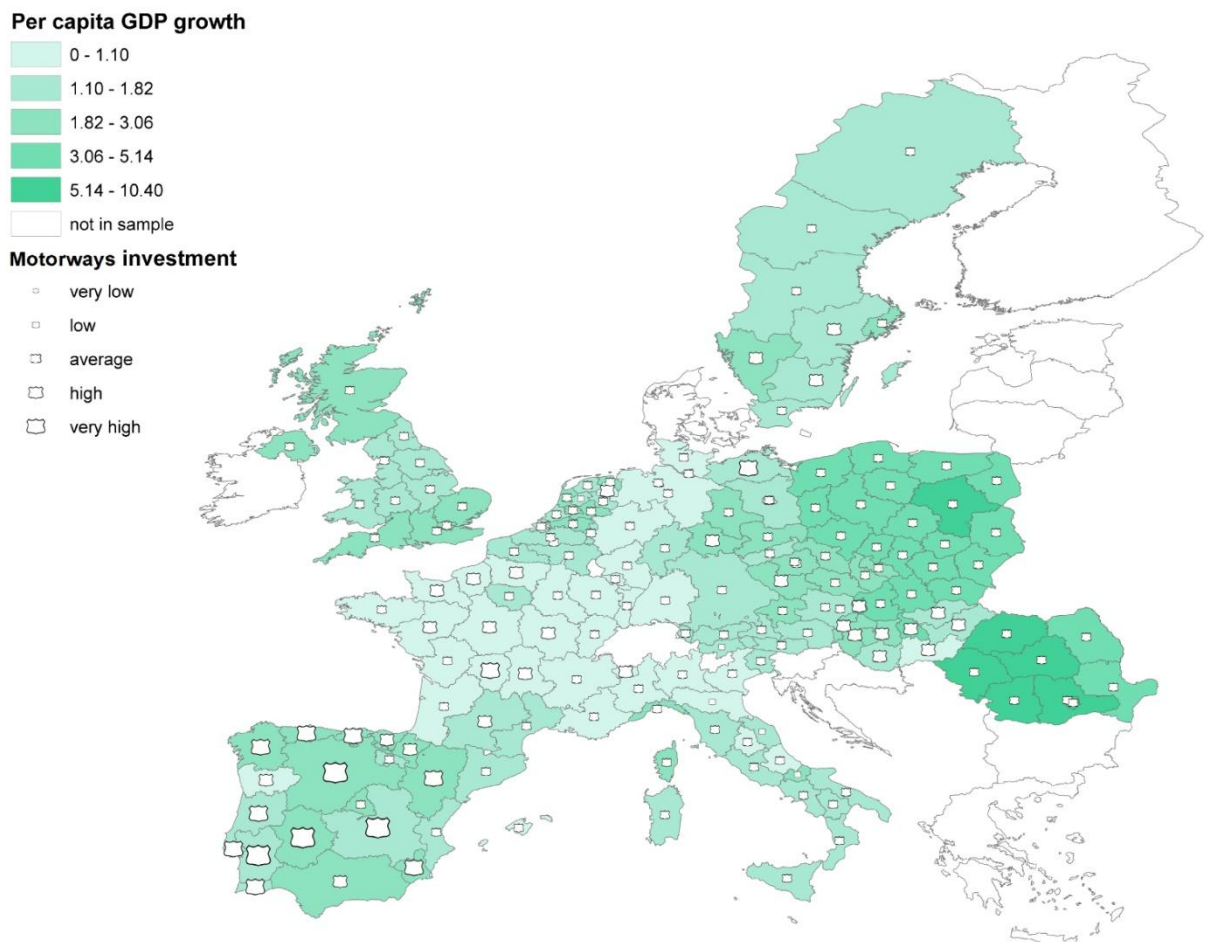 Per capita GDP growth
0 - 1.10
1.10 - 1.82
1.82 - 3.06
3.06 - 5.14
5.14 - 10.40
not in sample
Motorways investment
very low
low
average
high
very high